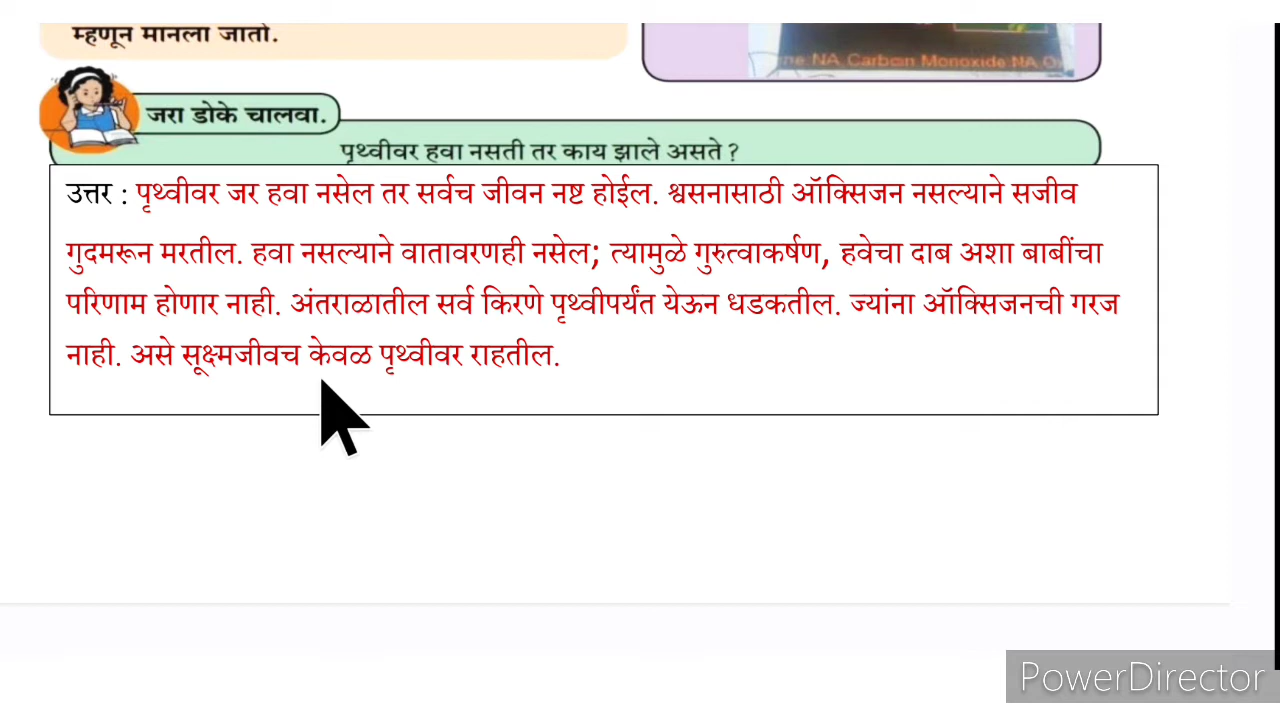 म्हणून मानला जातो.
ne NA Carbon Monoxide NA O
जरा डोके चालवा.
पृथ्वीवर हवा नसती तर काय झाले असते ?
उत्तर : पृथ्वीवर जर हवा नसेल तर सर्वच जीवन नष्ट होईल. श्वसनासाठी ऑक्सिजन नसल्याने सजीव
गुदमरून मरतील. हवा नसल्याने वातावरणही नसेल; त्यामुळे गुरुत्वाकर्षण, हवेचा दाब अशा बाबींचा
परिणाम होणार नाही. अंतराळातील सर्व किरणे पृथ्वीपर्यंत येऊन धडकतील. ज्यांना ऑक्सिजनची गरज
नाही. असे सूक्ष्मजीवच केवळ पृथ्वीवर राहतील.
PowerDirector